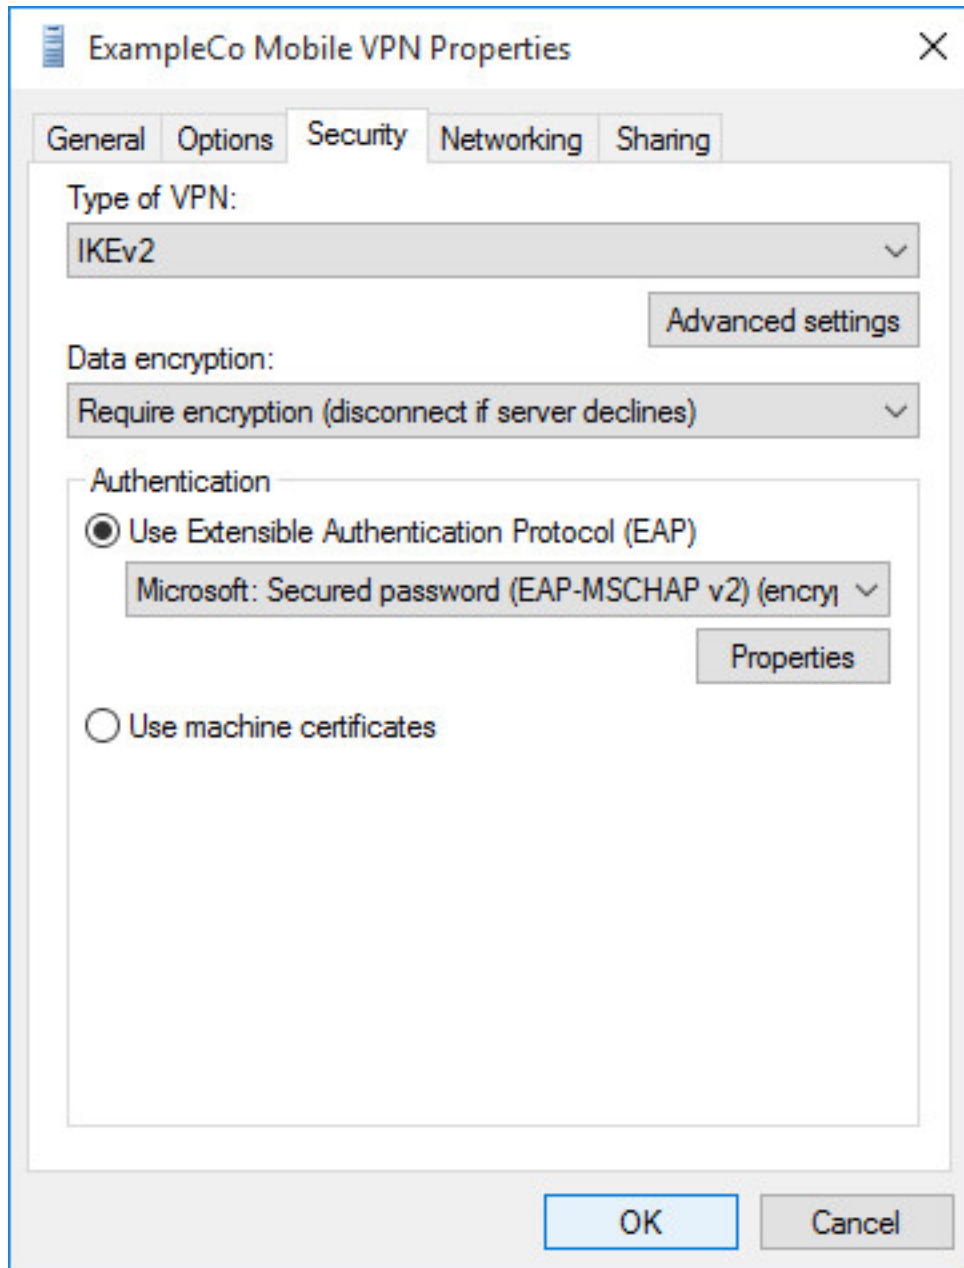 ExampleCo Mobile VPN Properties
General Options Security Networking Sharing
Type of VPN:
IKEv2
Advanced settings
Data encryption:
Require encryption (disconnect if server declines)
Authentication
Use Extensible Authentication Protocol (EAP)
Microsoft: Secured password (EAP-MSCHAP v2) (encryp
Properties
Use machine certificates
OK Cancel